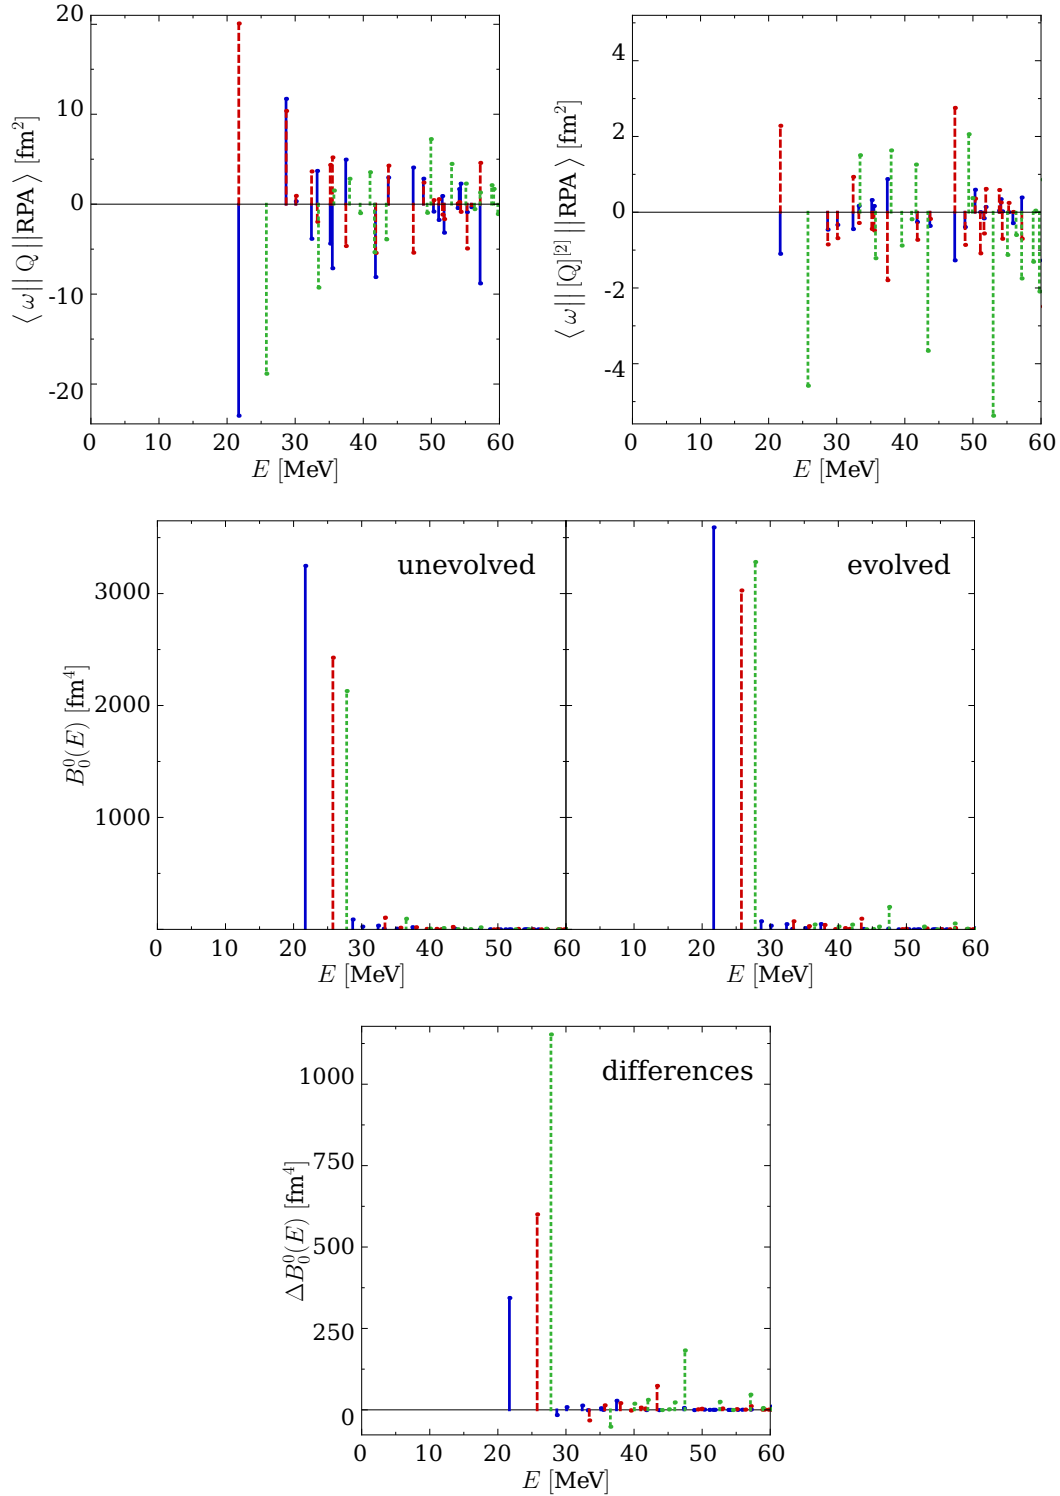 ⟨ω||Q||RPA⟩ [fm²]
20
10
0
-10
-20
0 10 20 30 40 50 60
E [MeV]
⟨ω||[Q]^[2]||RPA⟩ [fm²]
4
2
0
-2
-4
0 10 20 30 40 50 60
E [MeV]
B₀⁰(E) [fm⁴]
3000
2000
1000
unevolved
0 10 20 30 40 50 60
E [MeV]
evolved
10 20 30 40 50 60
E [MeV]
ΔB₀⁰(E) [fm⁴]
1000
750
500
250
0
differences
0 10 20 30 40 50 60
E [MeV]